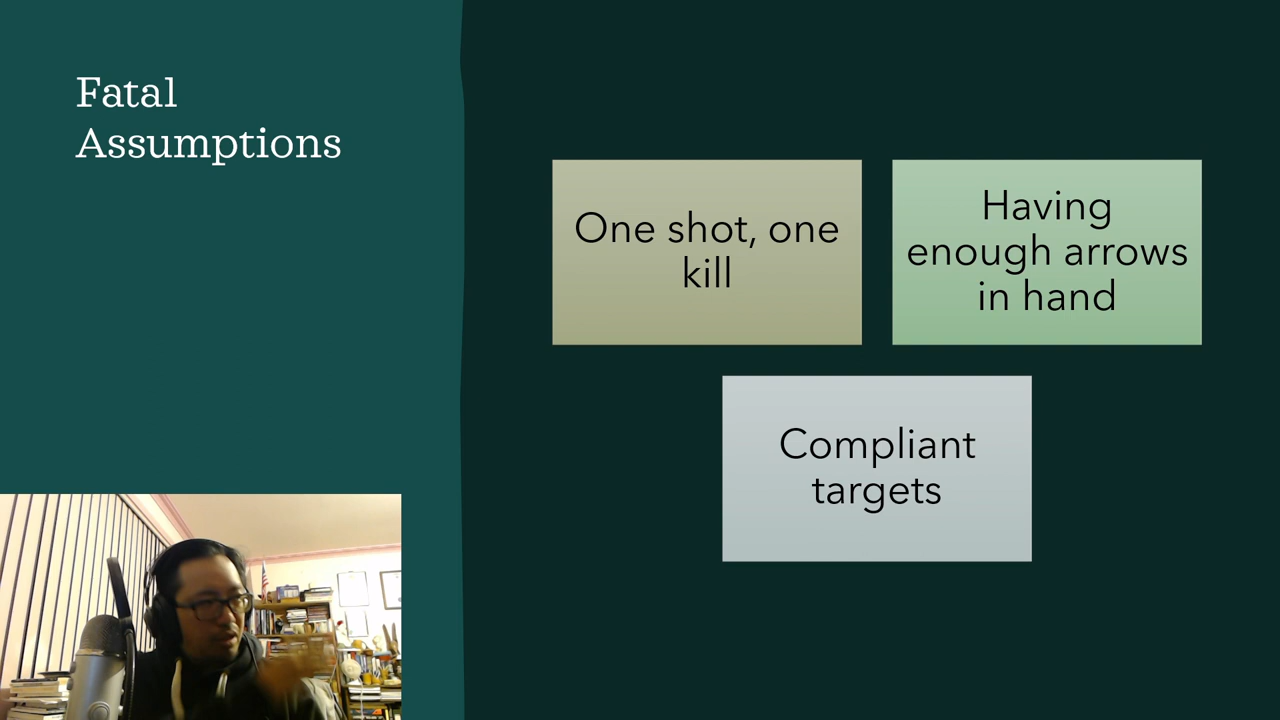 Fatal
Assumptions
One shot, one
kill
Having
enough arrows
in hand
Compliant
targets